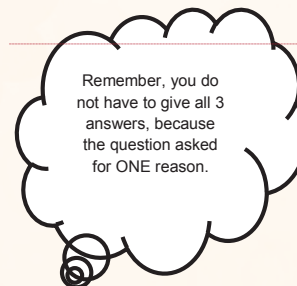 Remember, you do
not have to give all 3
answers, because
the question asked
for ONE reason.